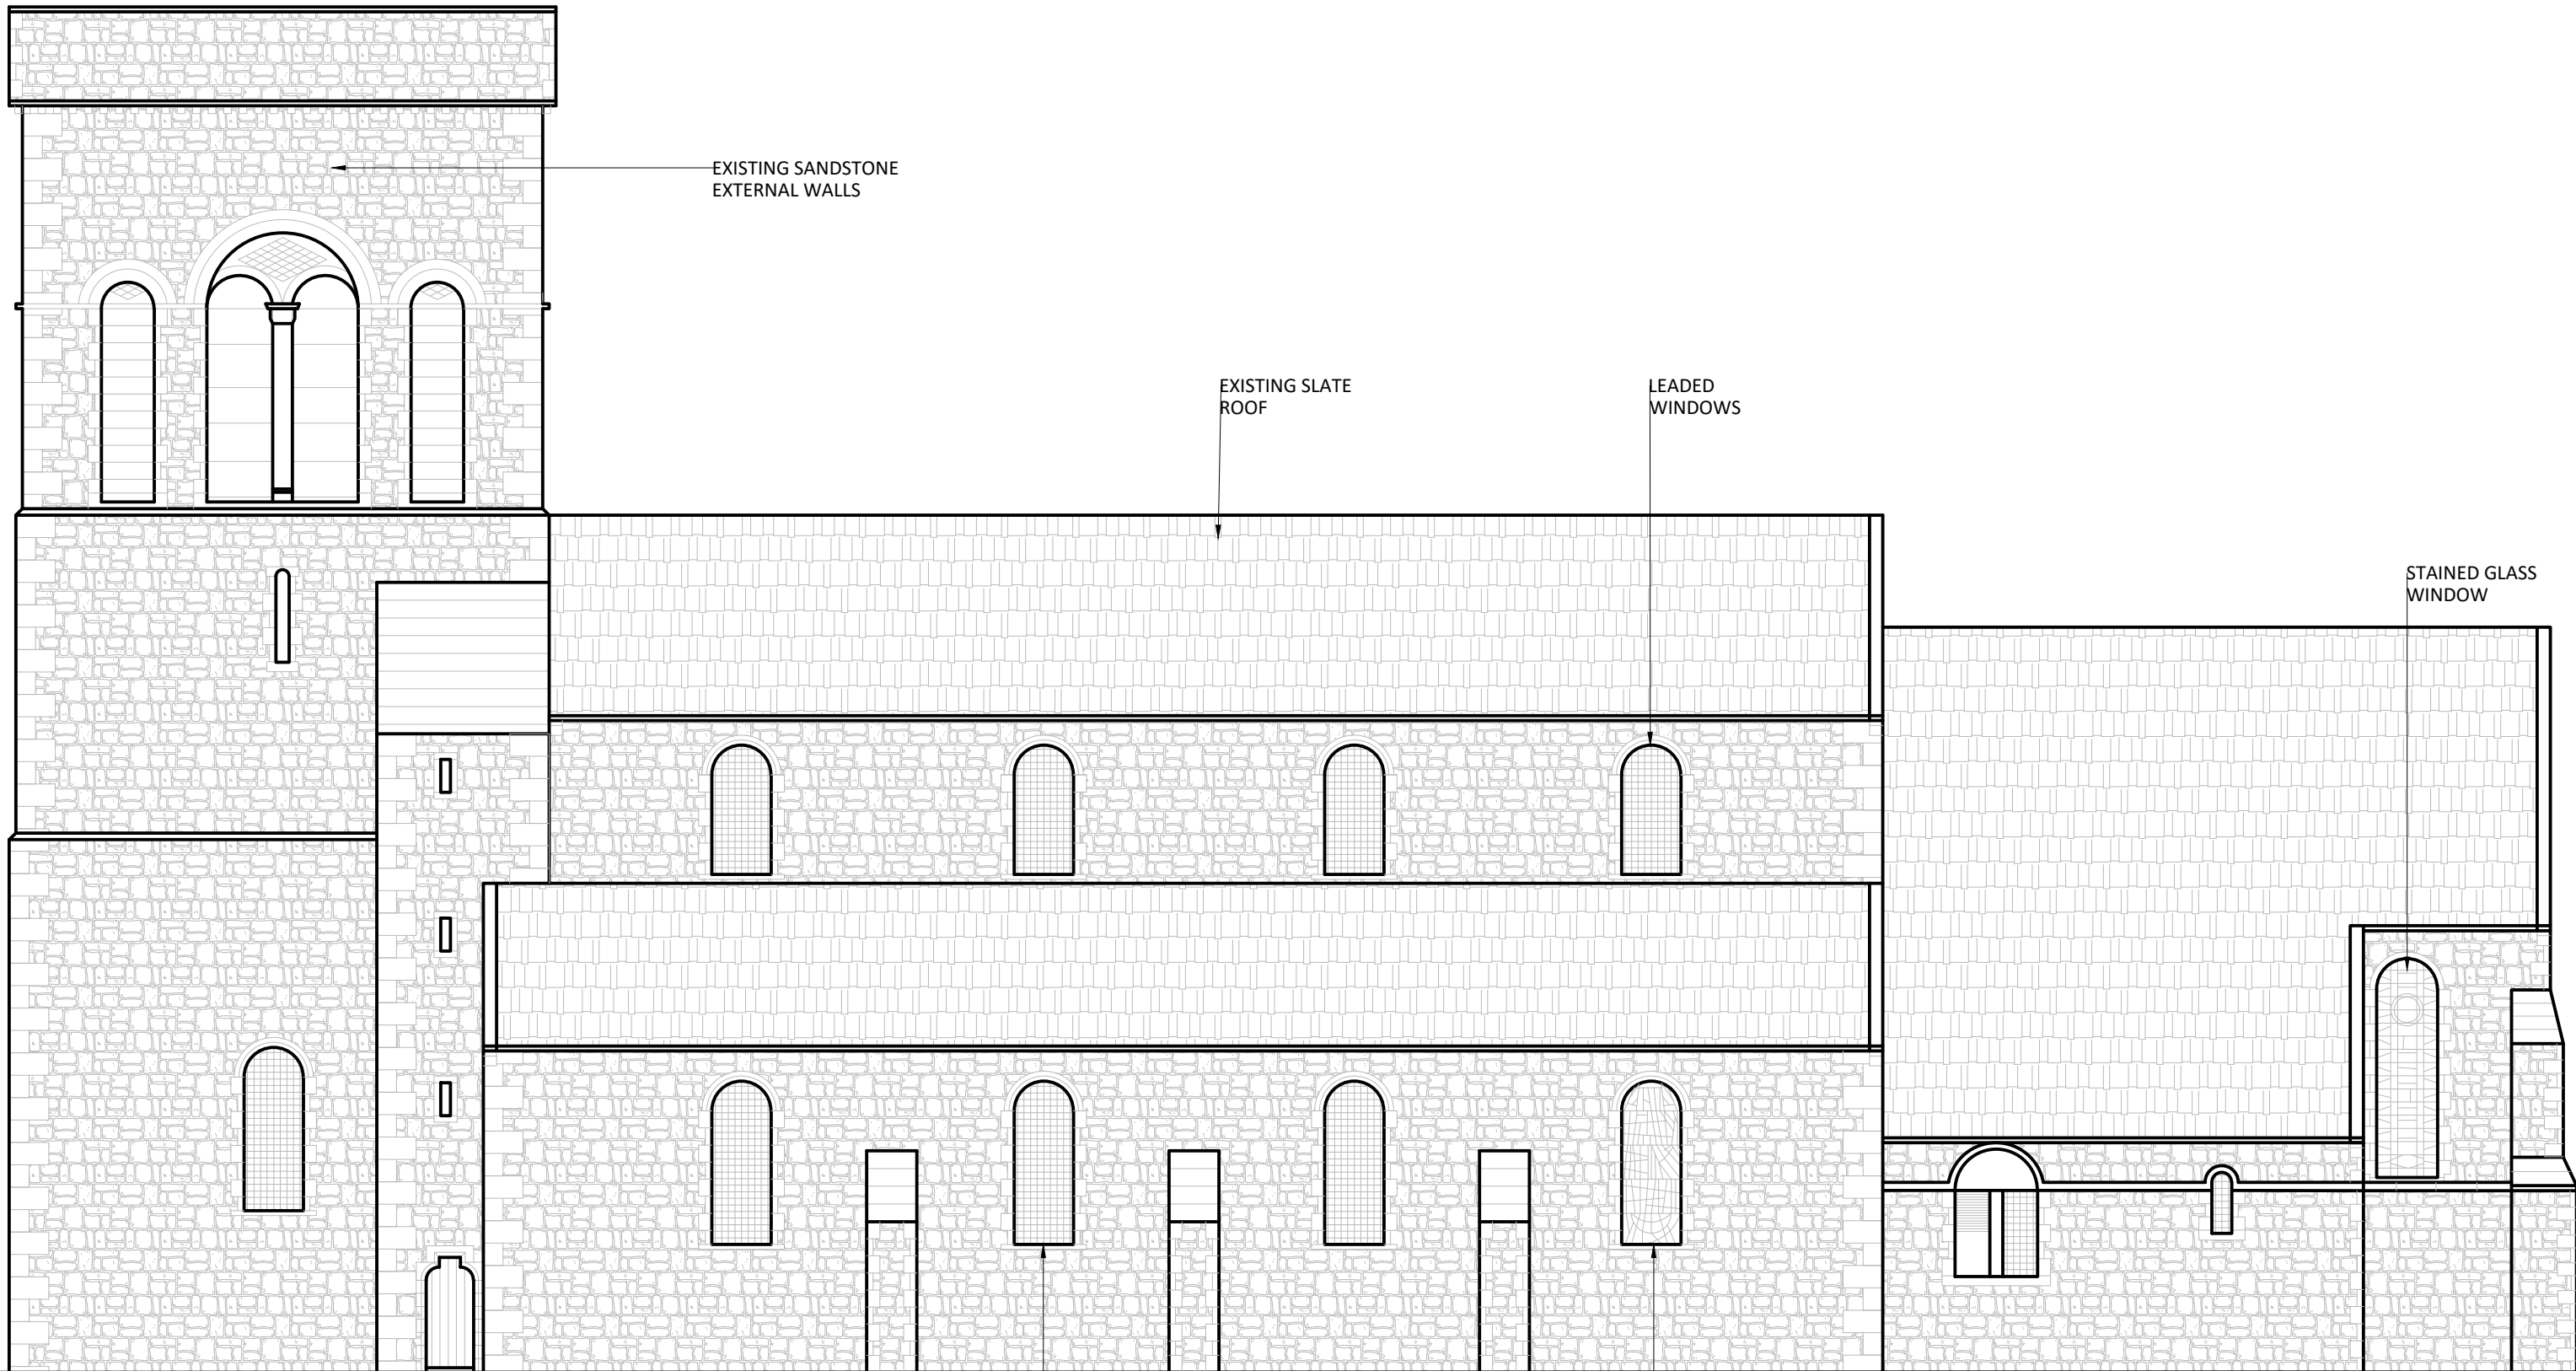 EXISTING SANDSTONE
EXTERNAL WALLS
EXISTING SLATE
ROOF
LEADED
WINDOWS
STAINED GLASS
WINDOW